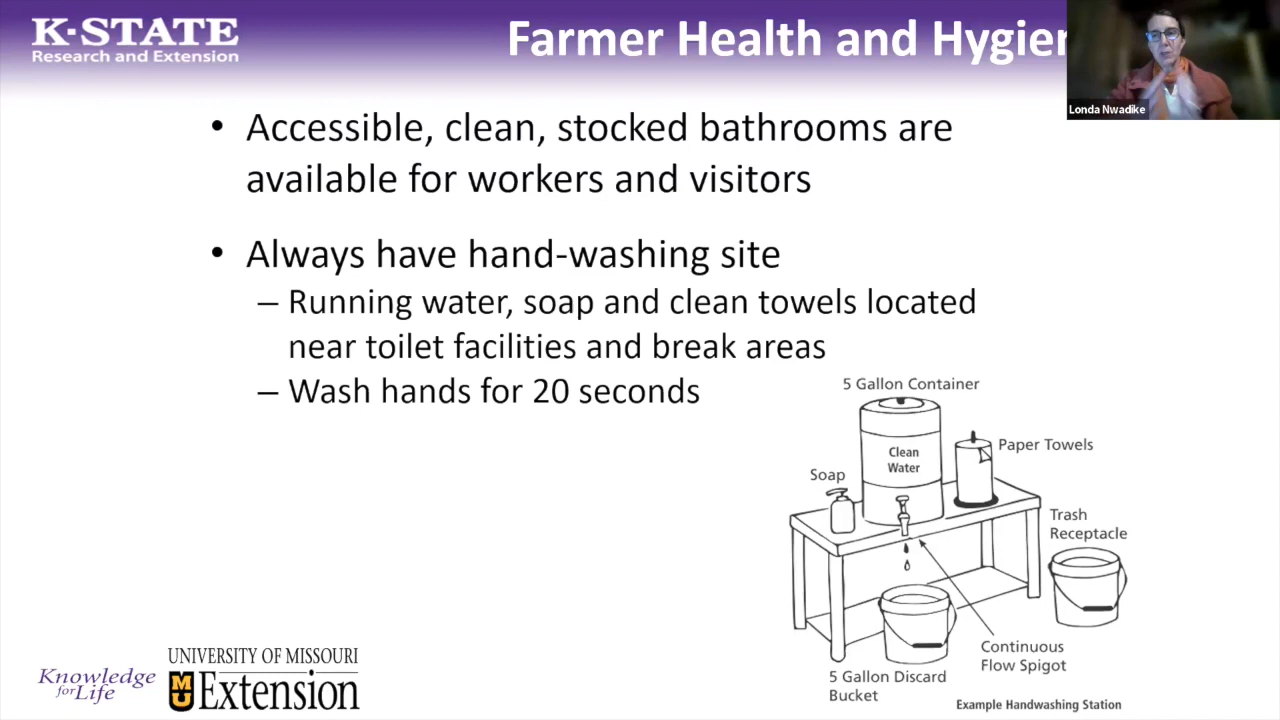 K-STATE
Research and Extension
Farmer Health and Hygien
Londa Nwadike
• Accessible, clean, stocked bathrooms are
available for workers and visitors
• Always have hand-washing site
– Running water, soap and clean towels located
near toilet facilities and break areas
– Wash hands for 20 seconds
5 Gallon Container
Clean
Water
Paper Towels
Soap
Trash
Receptacle
Continuous
Flow Spigot
5 Gallon Discard
Bucket
Example Handwashing Station
Knowledge
for Life
UNIVERSITY OF MISSOURI
MU Extension